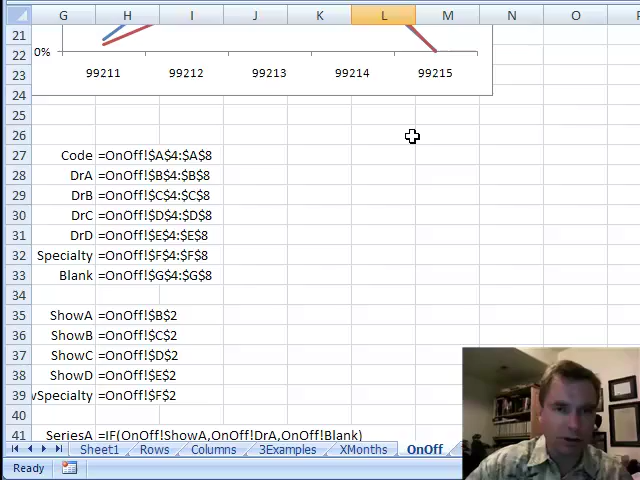 G H I J K L M N O
21
22 0%
23 99211 99212 99213 99214 99215
24
25
26
27 Code =OnOff!$A$4:$A$8
28 DrA =OnOff!$B$4:$B$8
29 DrB =OnOff!$C$4:$C$8
30 DrC =OnOff!$D$4:$D$8
31 DrD =OnOff!$E$4:$E$8
32 Specialty =OnOff!$F$4:$F$8
33 Blank =OnOff!$G$4:$G$8
34
35 ShowA =OnOff!$B$2
36 ShowB =OnOff!$C$2
37 ShowC =OnOff!$D$2
38 ShowD =OnOff!$E$2
39 wSpecialty =OnOff!$F$2
40
41 SeriesA =IF(OnOff!ShowA,OnOff!DrA,OnOff!Blank)
Sheet1 Rows Columns 3Examples XMonths OnOff
Ready